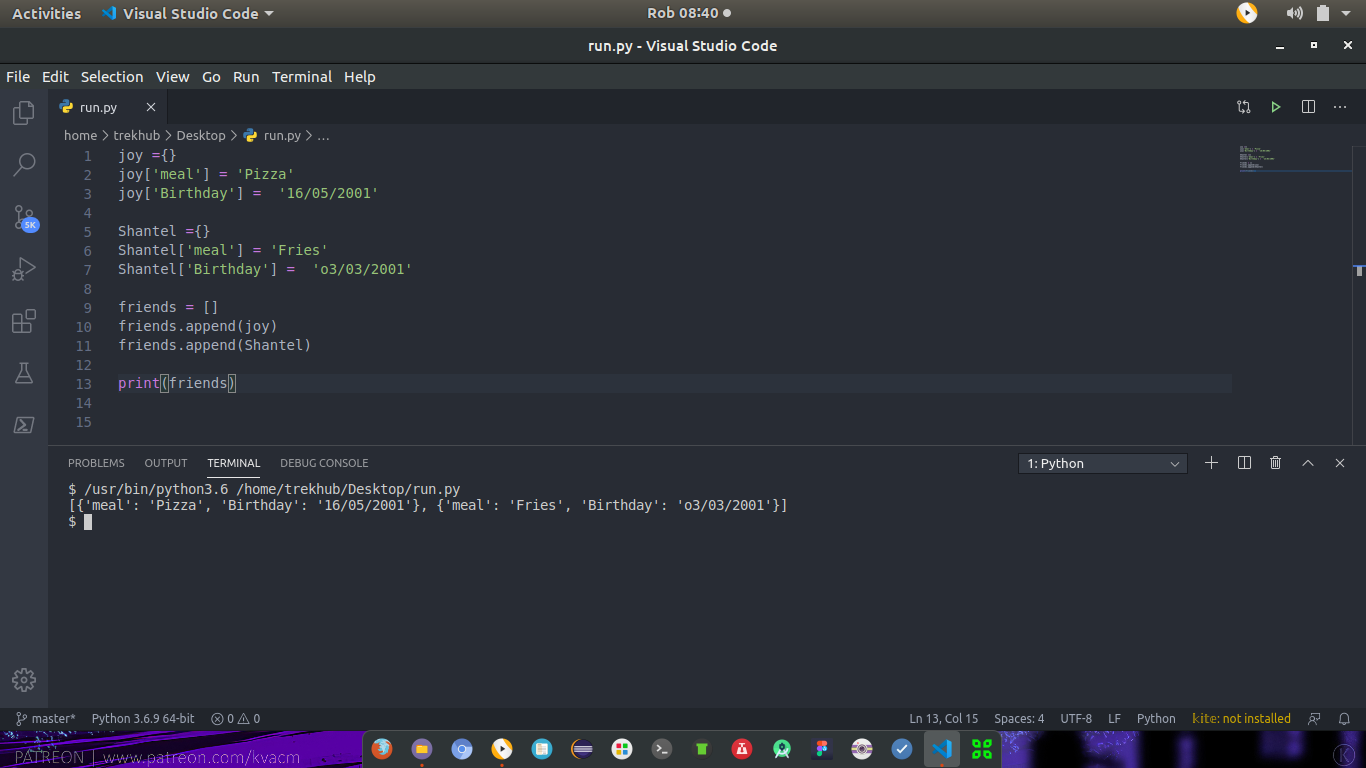 Activities Visual Studio Code Rob 08:40
run.py - Visual Studio Code
File Edit Selection View Go Run Terminal Help
run.py
home > trekhub > Desktop > run.py > ...
1 joy ={}
2 joy['meal'] = 'Pizza'
3 joy['Birthday'] =  '16/05/2001'
4
5 Shantel ={}
6 Shantel['meal'] = 'Fries'
7 Shantel['Birthday'] =  'o3/03/2001'
8
9 friends = []
10 friends.append(joy)
11 friends.append(Shantel)
12
13 print(friends)
14
15
5K
PROBLEMS OUTPUT TERMINAL DEBUG CONSOLE 1: Python
$ /usr/bin/python3.6 /home/trekhub/Desktop/run.py
[{'meal': 'Pizza', 'Birthday': '16/05/2001'}, {'meal': 'Fries', 'Birthday': 'o3/03/2001'}]
$
master* Python 3.6.9 64-bit 0 0 Ln 13, Col 15 Spaces: 4 UTF-8 LF Python kite: not installed
PATREON | www.patreon.com/kvacm K